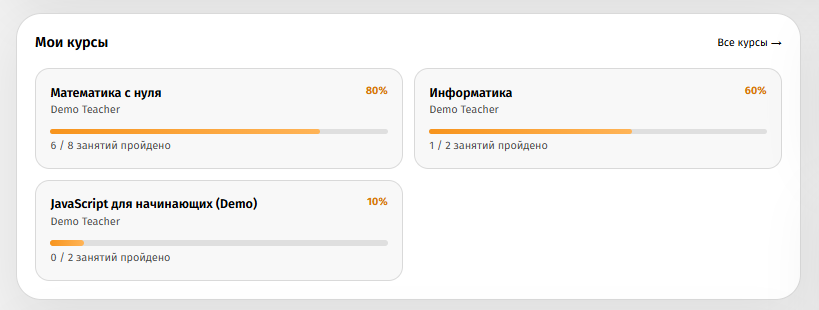 Мои курсы
Все курсы →
Математика с нуля
80%
Demo Teacher
6 / 8 занятий пройдено
Информатика
60%
Demo Teacher
1 / 2 занятий пройдено
JavaScript для начинающих (Demo)
10%
Demo Teacher
0 / 2 занятий пройдено